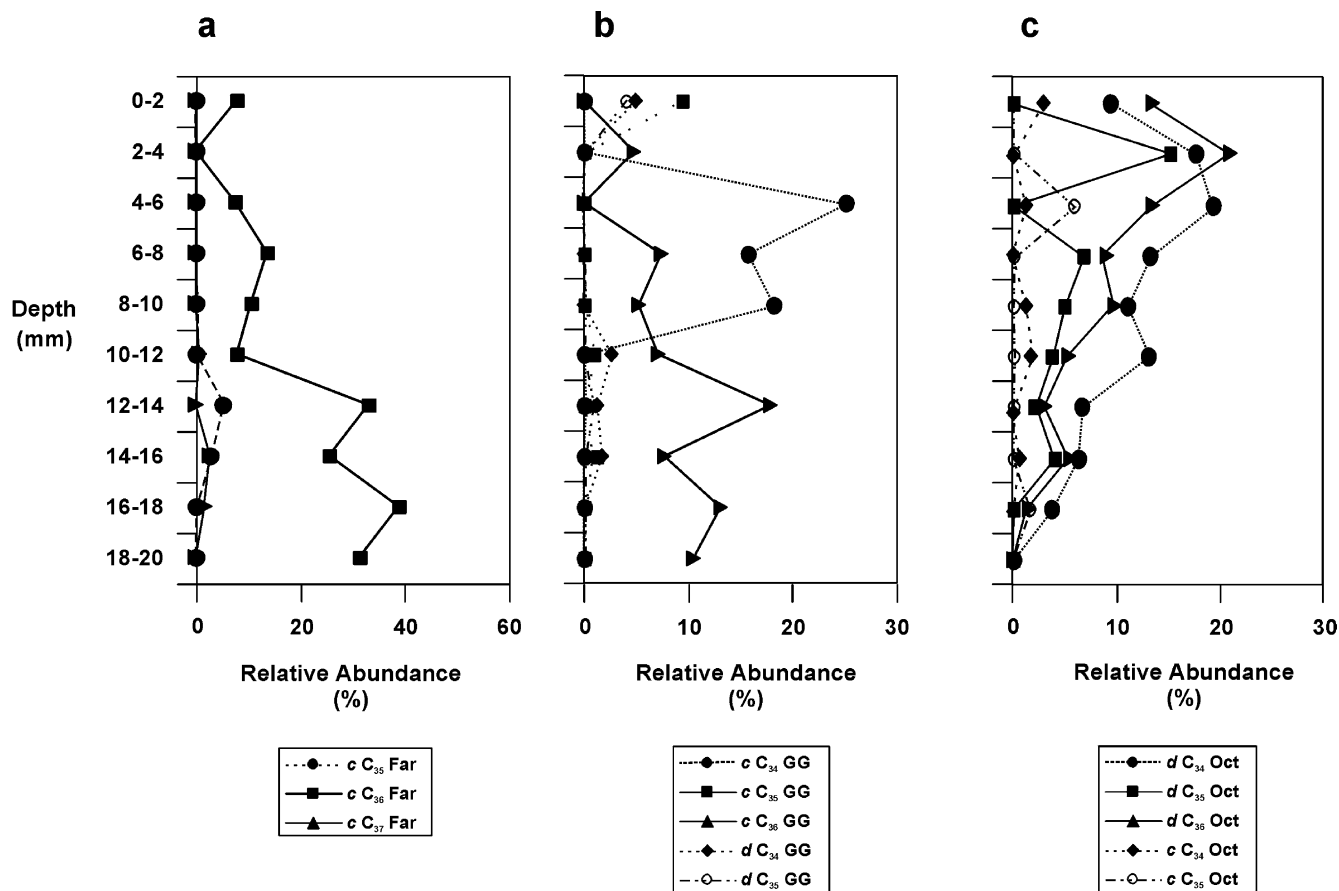 a
b
c
0-2
2-4
4-6
6-8
8-10
10-12
12-14
14-16
16-18
18-20
Depth
(mm)
0 20 40 60
0 10 20 30
0 10 20 30
Relative Abundance
(%)
Relative Abundance
(%)
Relative Abundance
(%)
c C35 Far
c C36 Far
c C37 Far
c C34 GG
c C35 GG
c C36 GG
d C34 GG
d C35 GG
d C34 Oct
d C35 Oct
d C36 Oct
c C34 Oct
c C35 Oct